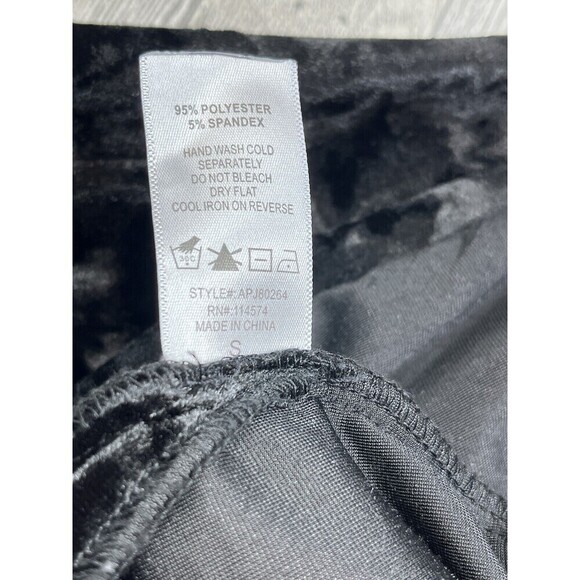 95% POLYESTER
5% SPANDEX
HAND WASH COLD
SEPARATELY
DO NOT BLEACH
DRY FLAT
COOL IRON ON REVERSE
30C
STYLE#: APJ80264
RN#:114574
MADE IN CHINA
S